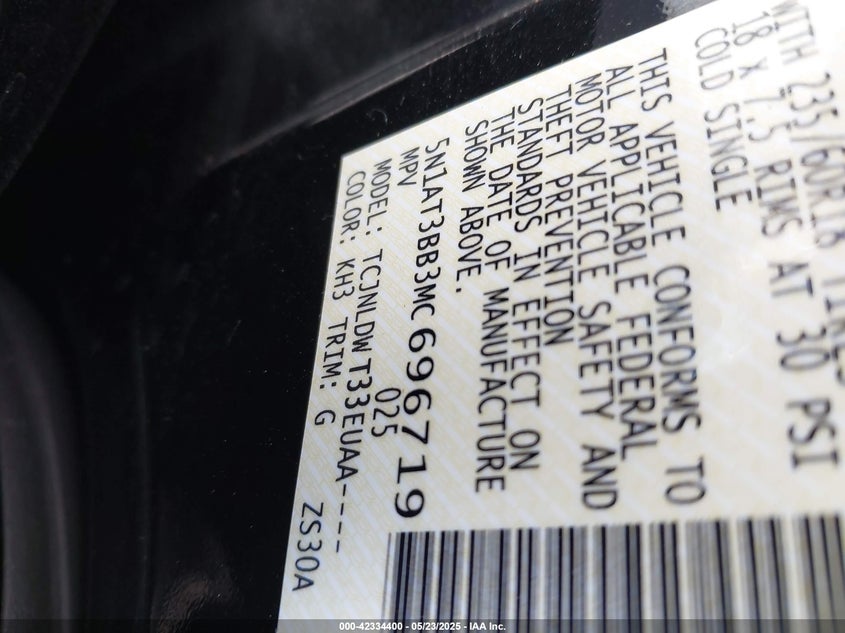 WITH 235/60R18 TIRES
18 x 7.5 RIMS AT 30 PSI
COLD SINGLE
THIS VEHICLE CONFORMS TO
ALL APPLICABLE FEDERAL
MOTOR VEHICLE SAFETY AND
THEFT PREVENTION
STANDARDS IN EFFECT ON
THE DATE OF MANUFACTURE
SHOWN ABOVE.
5N1AT3BB3MC696719
MPV 025
MODEL: TCJNLDWT33EUAA----
COLOR: KH3 TRIM: G ZS30A
000-42334400 - 05/23/2025 - IAA Inc.